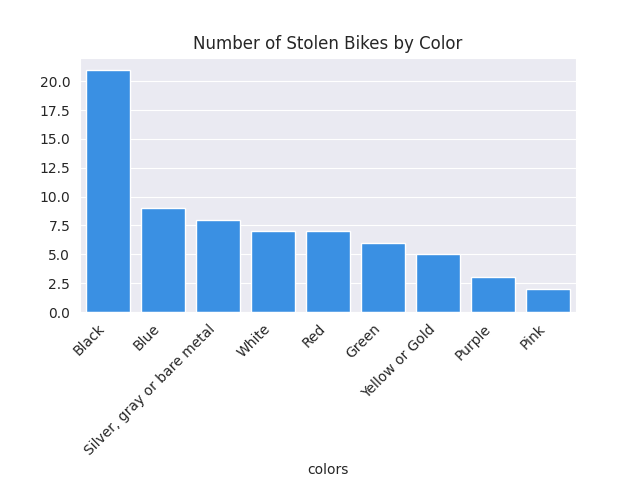 Number of Stolen Bikes by Color
20.0
17.5
15.0
12.5
10.0
7.5
5.0
2.5
0.0
Black
Blue
Silver, gray or bare metal
White
Red
Green
Yellow or Gold
Purple
Pink
colors